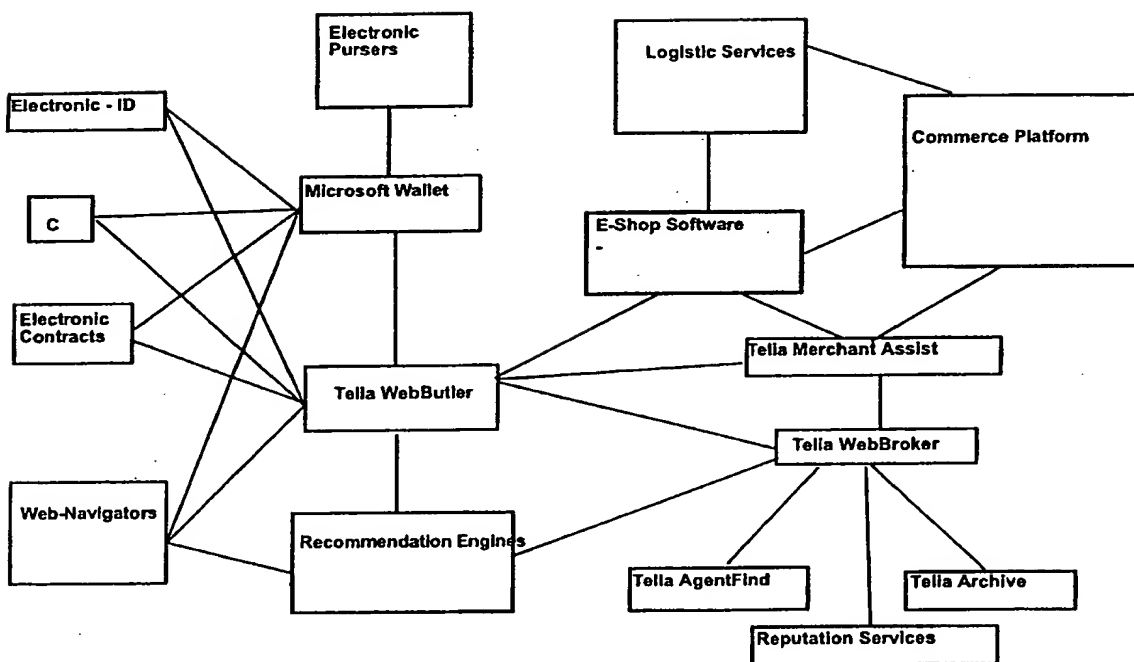 Electronic
Pursers
Logistic Services
Electronic - ID
Commerce Platform
Microsoft Wallet
C
E-Shop Software
Electronic
Contracts
Telia Merchant Assist
Telia WebButler
Telia WebBroker
Web-Navigators
Recommendation Engines
Telia AgentFind
Telia Archive
Reputation Services